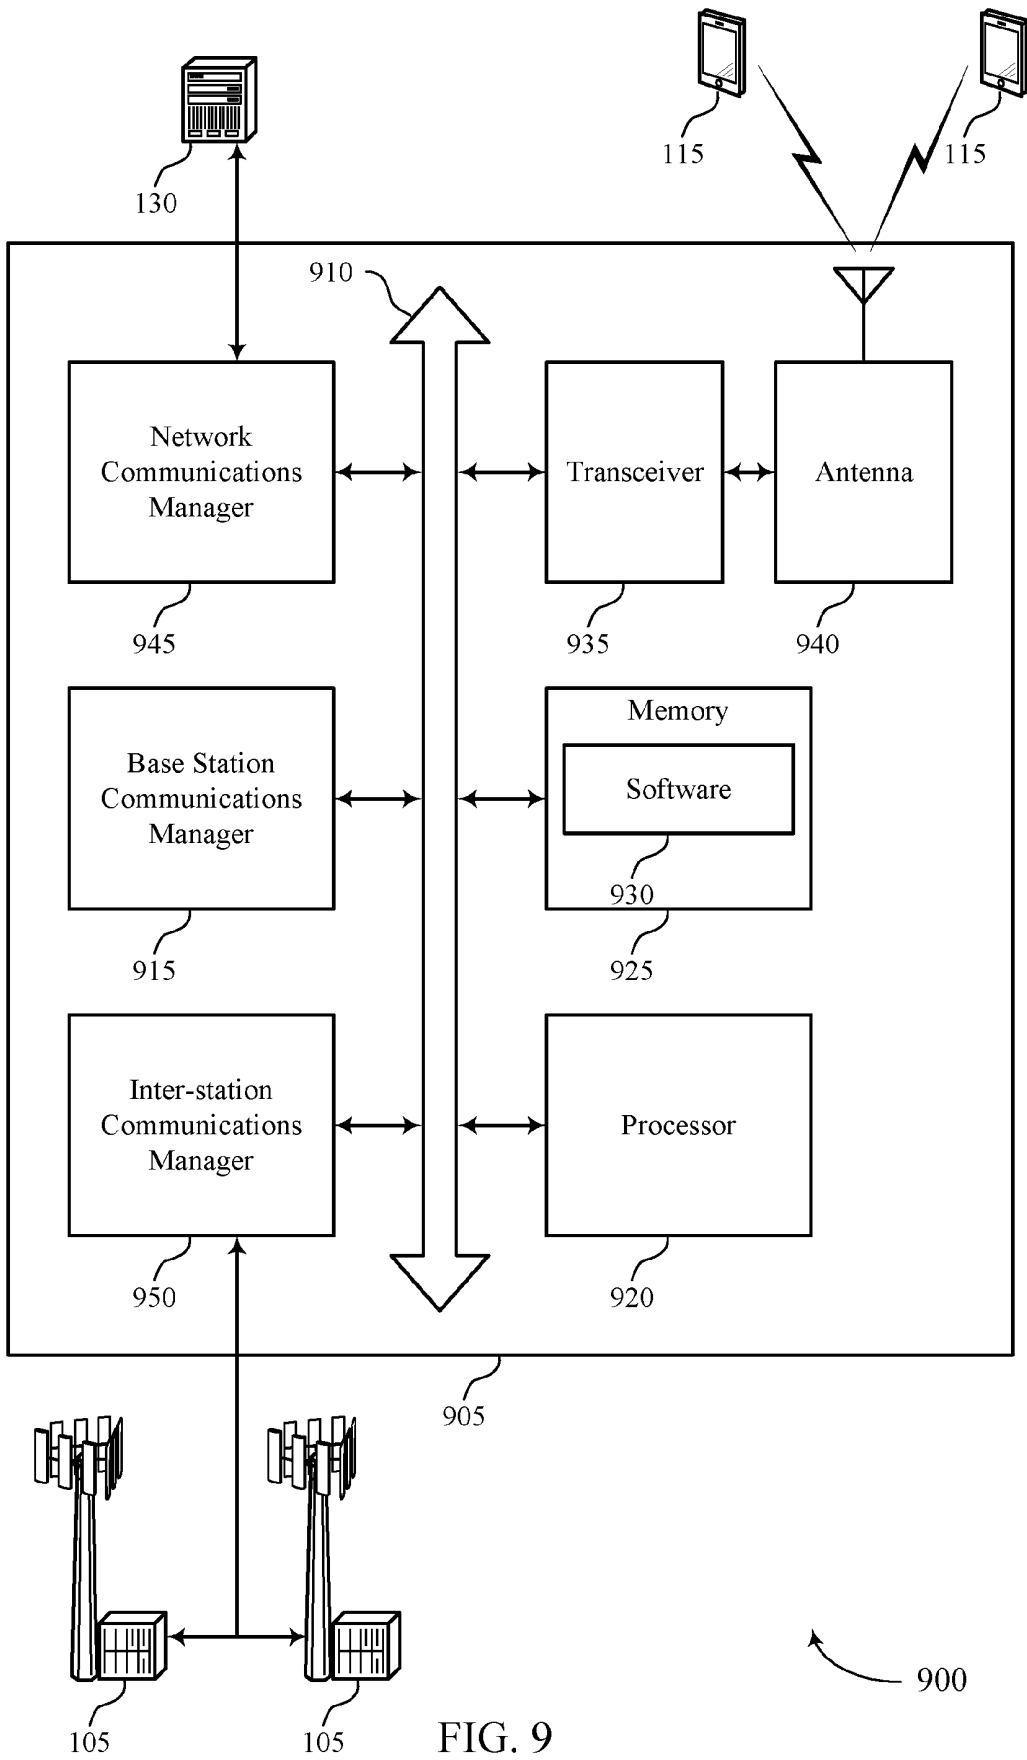 115
115
130
910
Network
Communications
Manager
Transceiver
Antenna
945
935
940
Base Station
Communications
Manager
Memory
Software
930
915
925
Inter-station
Communications
Manager
Processor
950
920
905
900
105
105
FIG. 9